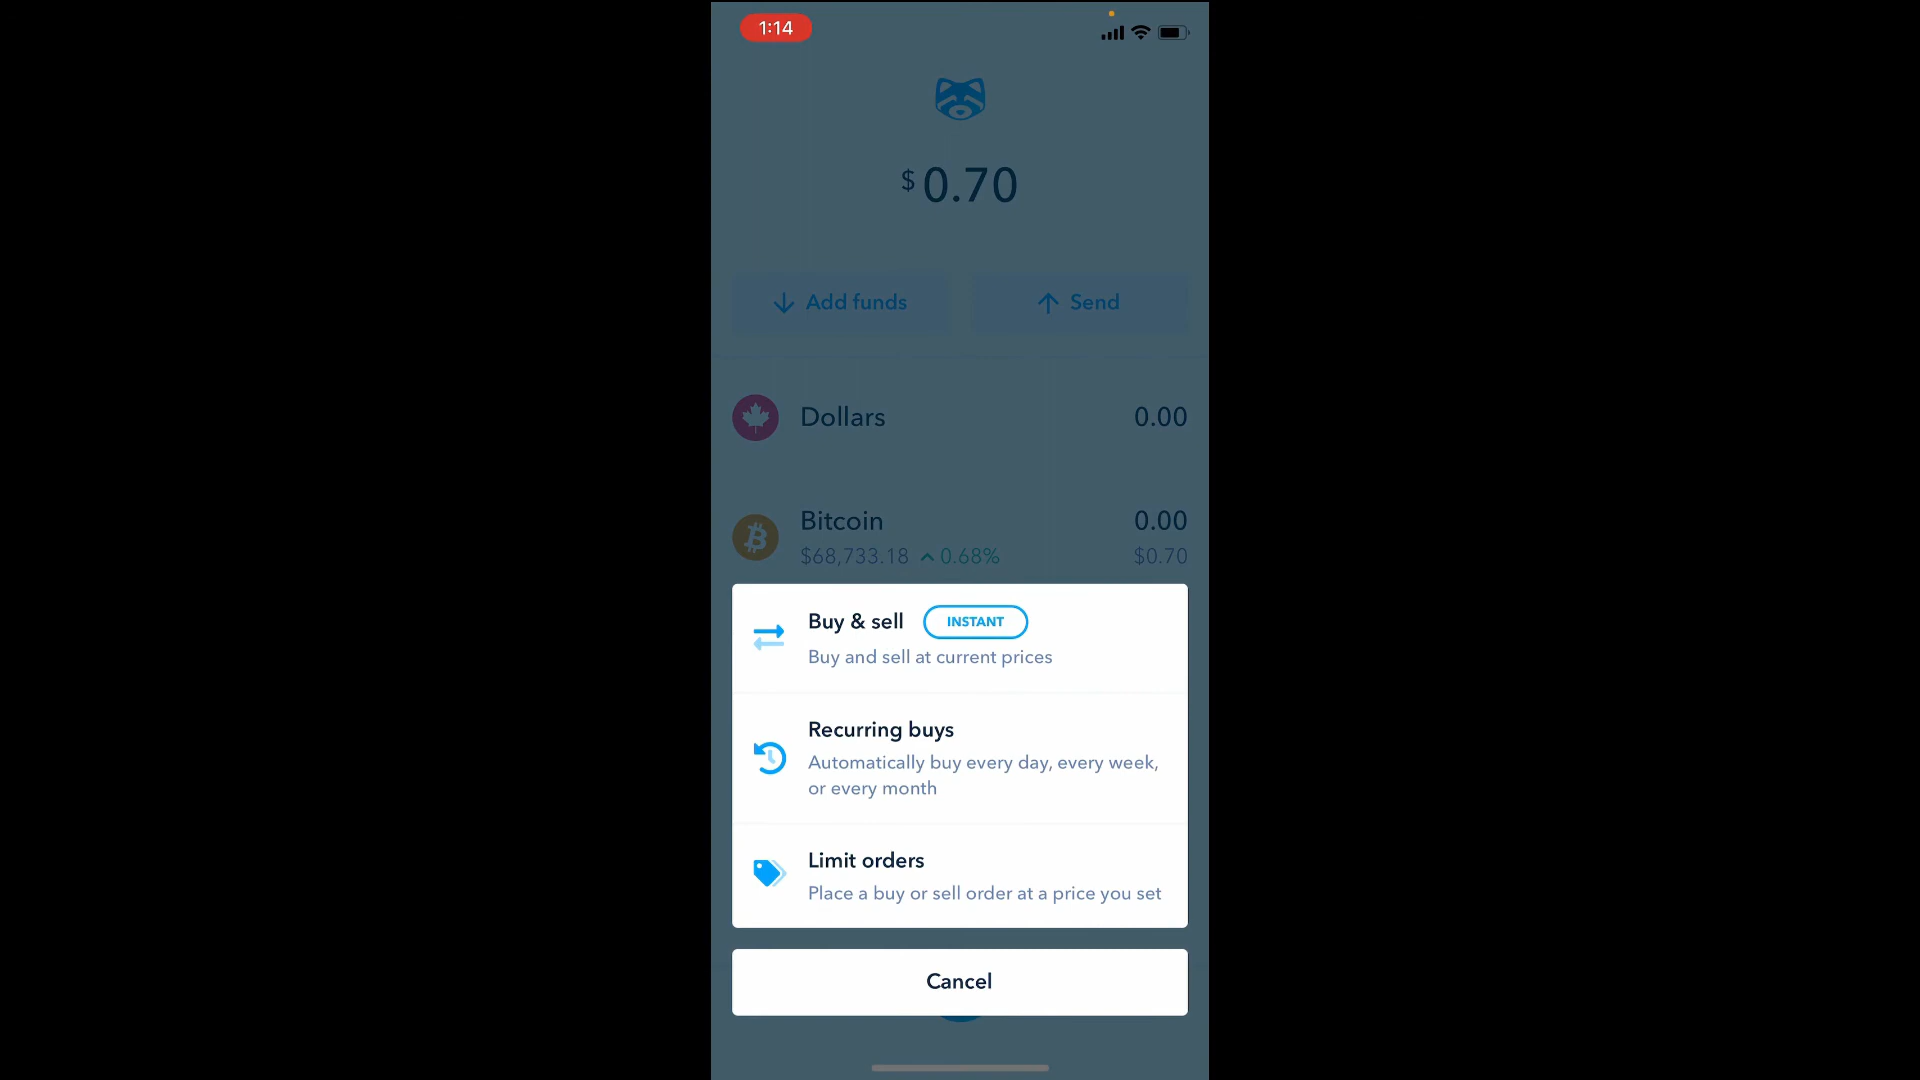 1:14
$0.70
Add funds
Send
Dollars 0.00
Bitcoin 0.00
$68,733.18 0.68% $0.70
Buy & sell INSTANT
Buy and sell at current prices
Recurring buys
Automatically buy every day, every week,
or every month
Limit orders
Place a buy or sell order at a price you set
Cancel